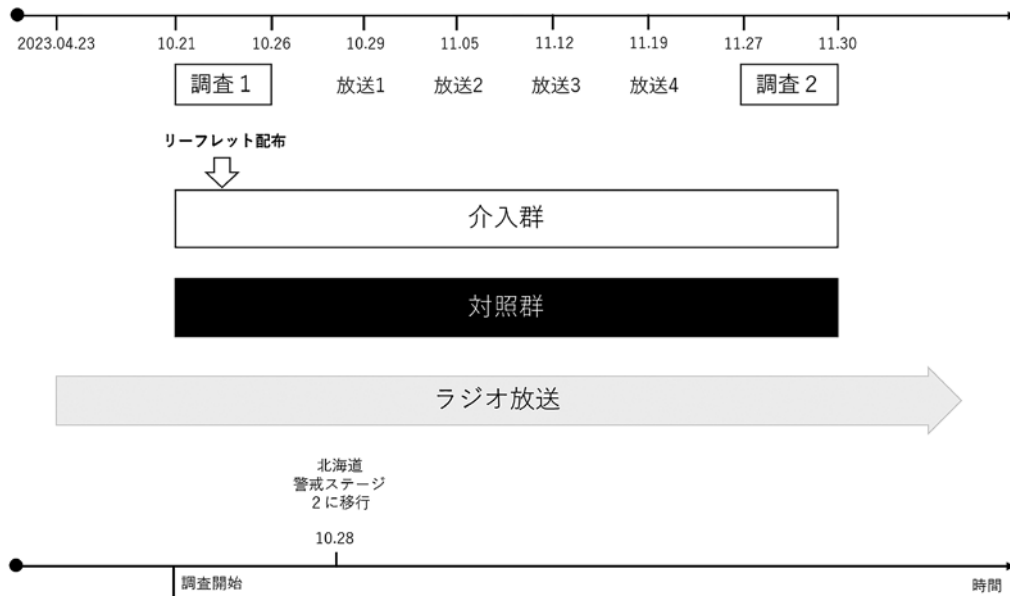 2023.04.23 10.21 10.26 10.29 11.05 11.12 11.19 11.27 11.30
調査1 放送1 放送2 放送3 放送4 調査2
リーフレット配布
介入群
対照群
ラジオ放送
北海道
警戒ステージ
2に移行
10.28
調査開始 時間